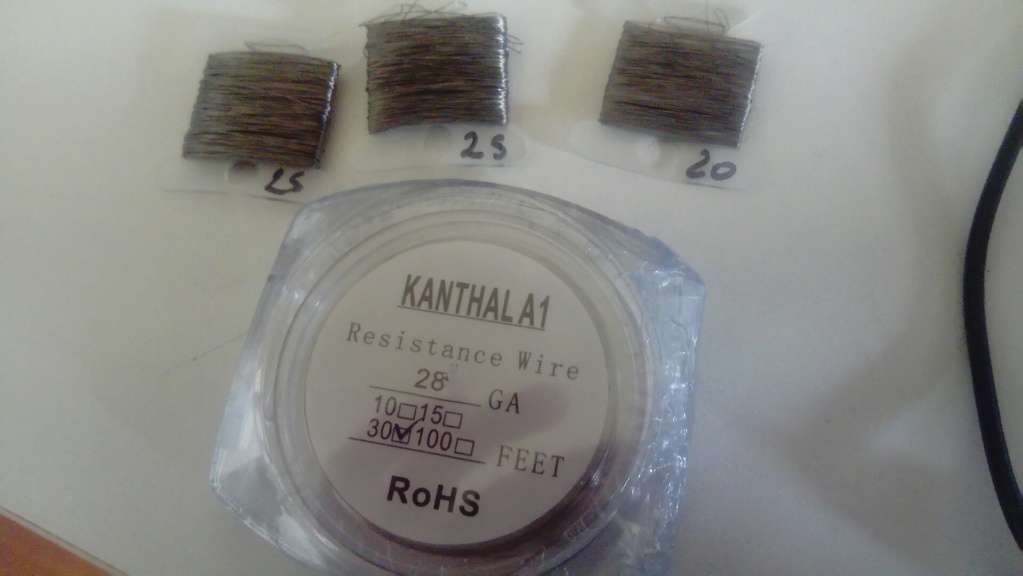 25
25
20
KANTHAL A1
Resistance Wire
28 GA
10□15□
30☑100□ FEET
RoHS